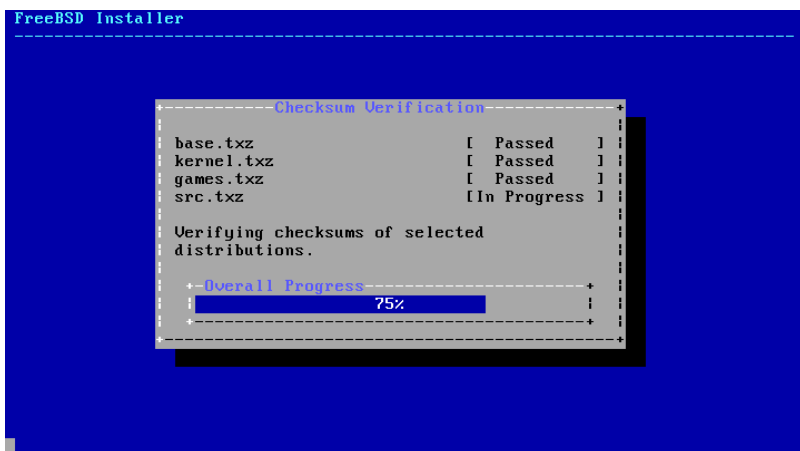 FreeBSD Installer
Checksum Verification
base.txz [ Passed ]
kernel.txz [ Passed ]
games.txz [ Passed ]
src.txz [In Progress ]
Verifying checksums of selected
distributions.
Overall Progress
75%